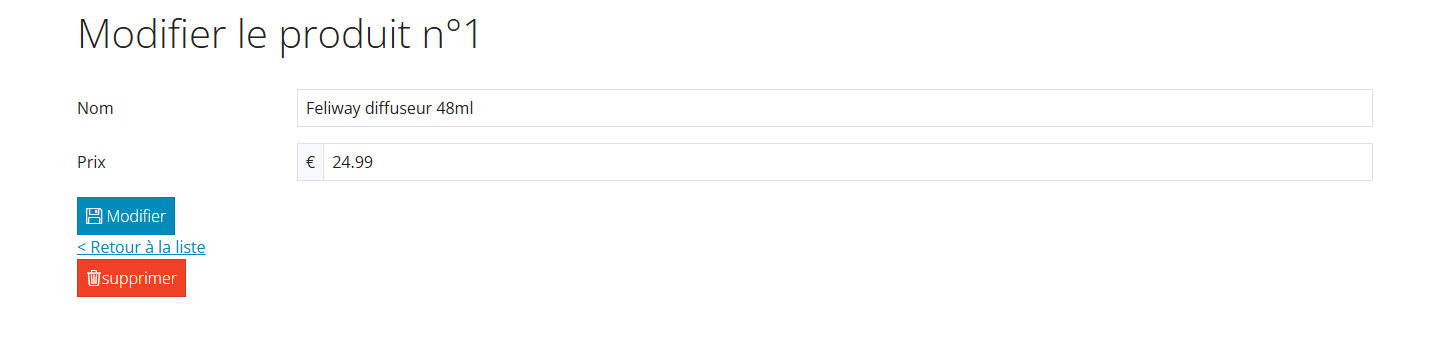 Modifier le produit n°1
Nom
Feliway diffuseur 48ml
Prix
€ 24.99
Modifier
< Retour à la liste
supprimer